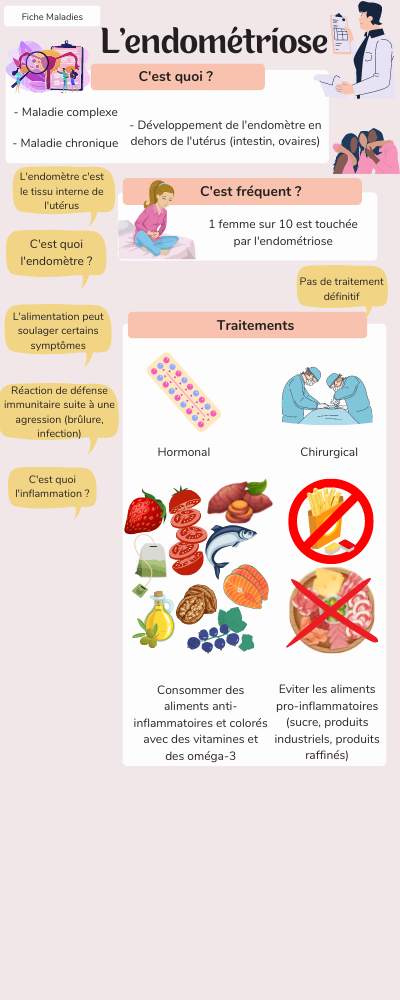 Fiche Maladies
L'endométriose
C'est quoi ?
- Maladie complexe
- Maladie chronique
- Développement de l'endomètre en
dehors de l'utérus (intestin, ovaires)
L'endomètre c'est
le tissu interne de
l'utérus
C'est quoi
l'endomètre ?
C'est fréquent ?
1 femme sur 10 est touchée
par l'endométriose
Pas de traitement
définitif
L'alimentation peut
soulager certains
symptômes
Réaction de défense
immunitaire suite à une
agression (brûlure,
infection)
C'est quoi
l'inflammation ?
Traitements
Hormonal
Chirurgical
Consommer des
aliments anti-
inflammatoires et colorés
avec des vitamines et
des oméga-3
Eviter les aliments
pro-inflammatoires
(sucre, produits
industriels, produits
raffinés)